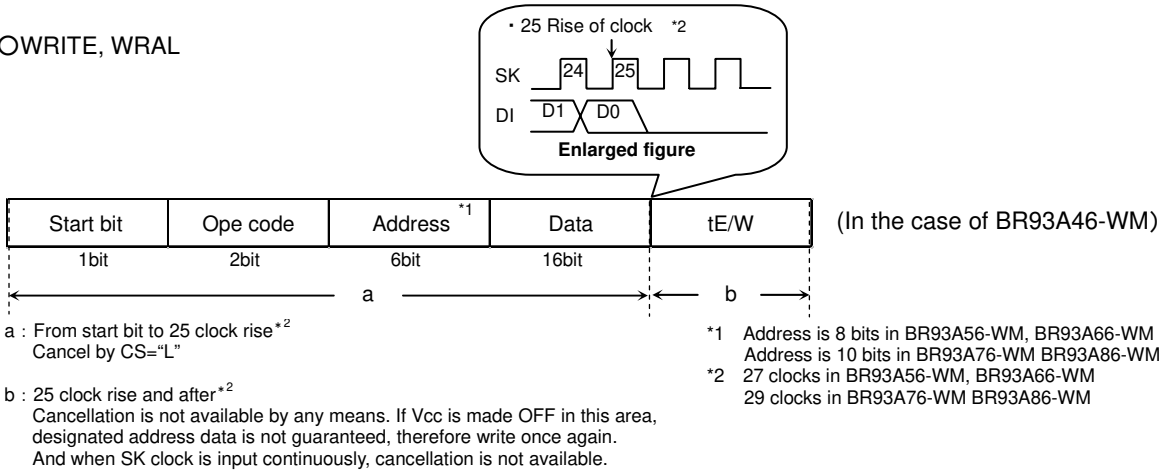 ○WRITE, WRAL
・25 Rise of clock *2
SK 24 25
DI D1 D0
Enlarged figure
Start bit Ope code Address *1 Data tE/W (In the case of BR93A46-WM)
1bit 2bit 6bit 16bit
a b
a : From start bit to 25 clock rise*2
Cancel by CS=“L”
b : 25 clock rise and after*2
Cancellation is not available by any means. If Vcc is made OFF in this area,
designated address data is not guaranteed, therefore write once again.
And when SK clock is input continuously, cancellation is not available.
*1 Address is 8 bits in BR93A56-WM, BR93A66-WM
Address is 10 bits in BR93A76-WM BR93A86-WM
*2 27 clocks in BR93A56-WM, BR93A66-WM
29 clocks in BR93A76-WM BR93A86-WM